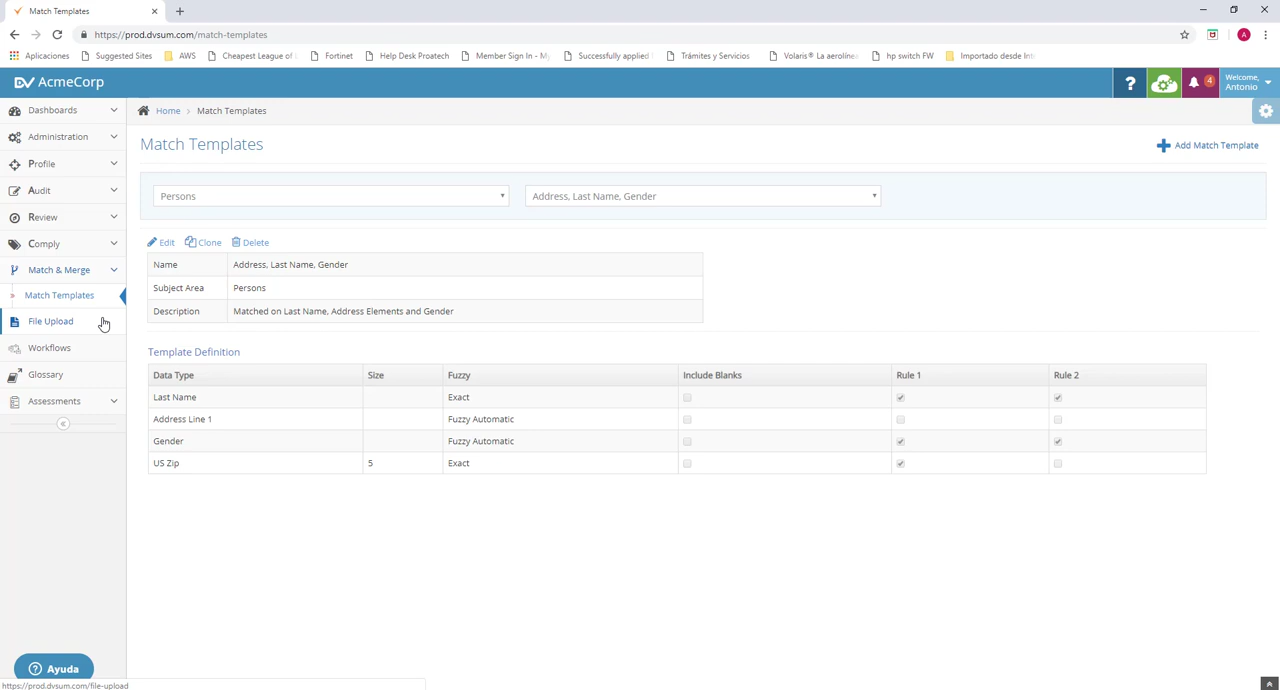 Match Templates
https://prod.dvsum.com/match-templates
Aplicaciones Suggested Sites AWS Cheapest League of Fortinet Help Desk Proatech Member Sign In - My Successfully applied Trámites y Servicios Volaris® La aerolínea hp switch FW Importado desde Int
DV AcmeCorp
? 4 Welcome, Antonio
Dashboards
Administration
Profile
Audit
Review
Comply
Match & Merge
Match Templates
File Upload
Workflows
Glossary
Assessments
Home > Match Templates
Match Templates
Add Match Template
Persons Address, Last Name, Gender
Edit Clone Delete
Name Address, Last Name, Gender
Subject Area Persons
Description Matched on Last Name, Address Elements and Gender
Template Definition
Data Type Size Fuzzy Include Blanks Rule 1 Rule 2
Last Name Exact
Address Line 1 Fuzzy Automatic
Gender Fuzzy Automatic
US Zip 5 Exact
? Ayuda
https://prod.dvsum.com/file-upload